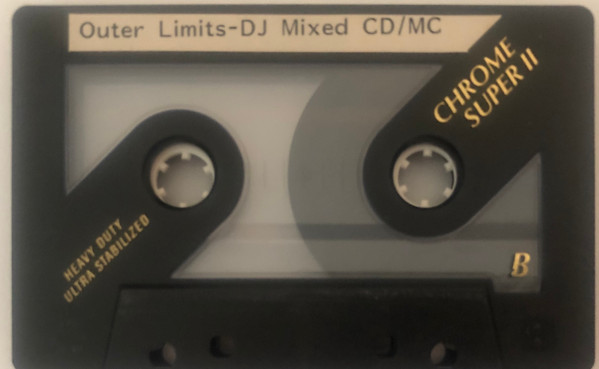 Outer Limits-DJ Mixed CD/MC
CHROME
SUPER II
HEAVY DUTY
ULTRA STABILIZED
B